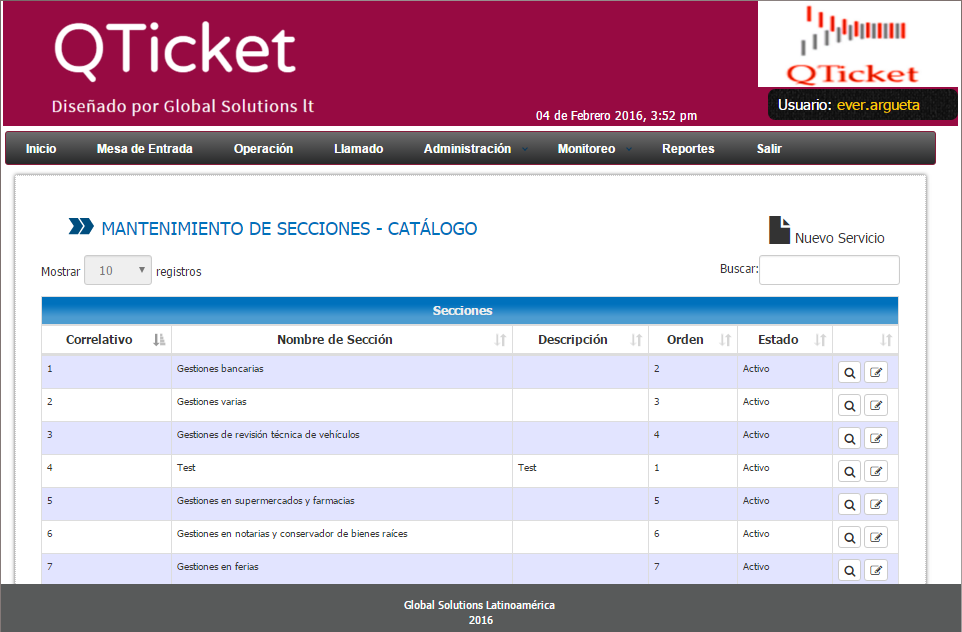 QTicket
Diseñado por Global Solutions lt
04 de Febrero 2016, 3:52 pm
QTicket
Usuario: ever.argueta
Inicio Mesa de Entrada Operación Llamado Administración Monitoreo Reportes Salir
MANTENIMIENTO DE SECCIONES - CATÁLOGO
Nuevo Servicio
Mostrar 10 registros
Buscar:
Secciones
Correlativo Nombre de Sección Descripción Orden Estado
1 Gestiones bancarias 2 Activo
2 Gestiones varias 3 Activo
3 Gestiones de revisión técnica de vehículos 4 Activo
4 Test Test 1 Activo
5 Gestiones en supermercados y farmacias 5 Activo
6 Gestiones en notarias y conservador de bienes raíces 6 Activo
7 Gestiones en ferias 7 Activo
Global Solutions Latinoamérica
2016